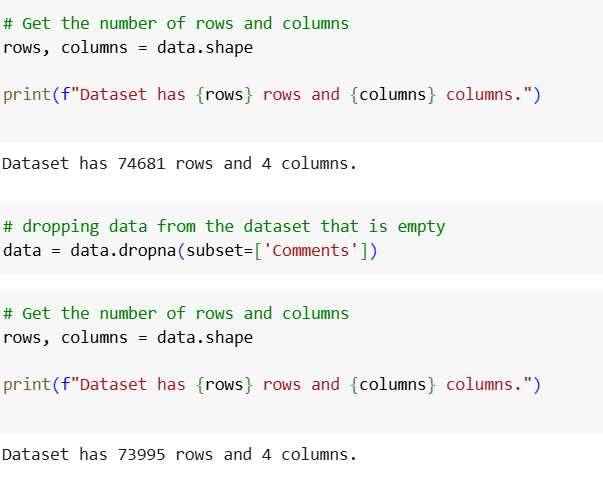 # Get the number of rows and columns
rows, columns = data.shape
print(f"Dataset has {rows} rows and {columns} columns.")
Dataset has 74681 rows and 4 columns.
# dropping data from the dataset that is empty
data = data.dropna(subset=['Comments'])
# Get the number of rows and columns
rows, columns = data.shape
print(f"Dataset has {rows} rows and {columns} columns.")
Dataset has 73995 rows and 4 columns.